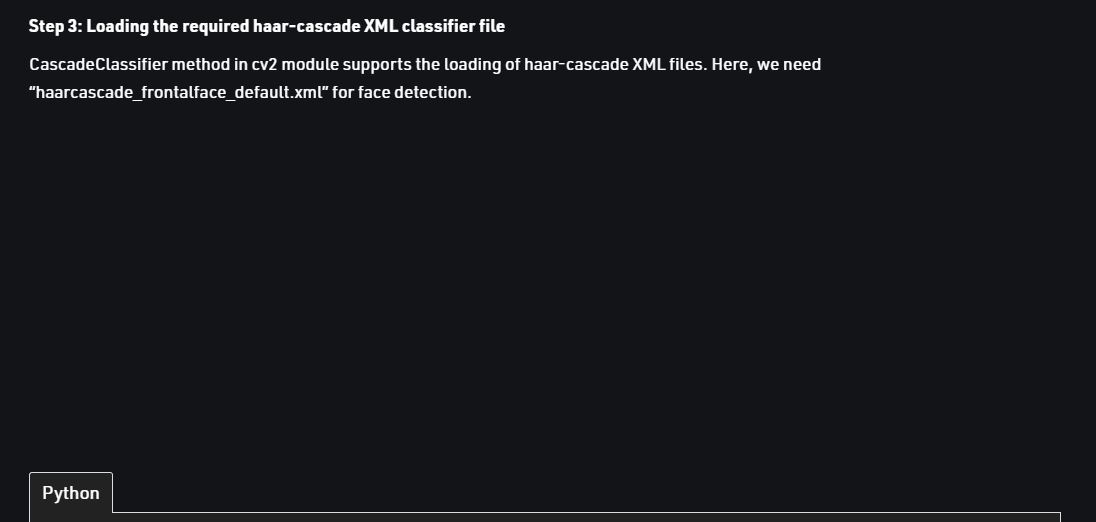 Step 3: Loading the required haar-cascade XML classifier file
CascadeClassifier method in cv2 module supports the loading of haar-cascade XML files. Here, we need
“haarcascade_frontalface_default.xml” for face detection.
Python